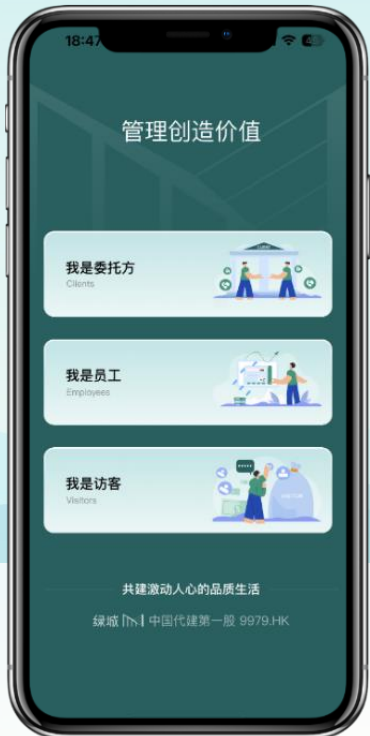 18:47
管理创造价值
我是委托方
Clients
我是员工
Employees
我是访客
Visitors
VISITOR
共建激动人心的品质生活
绿城 中国代建第一股 9979.HK